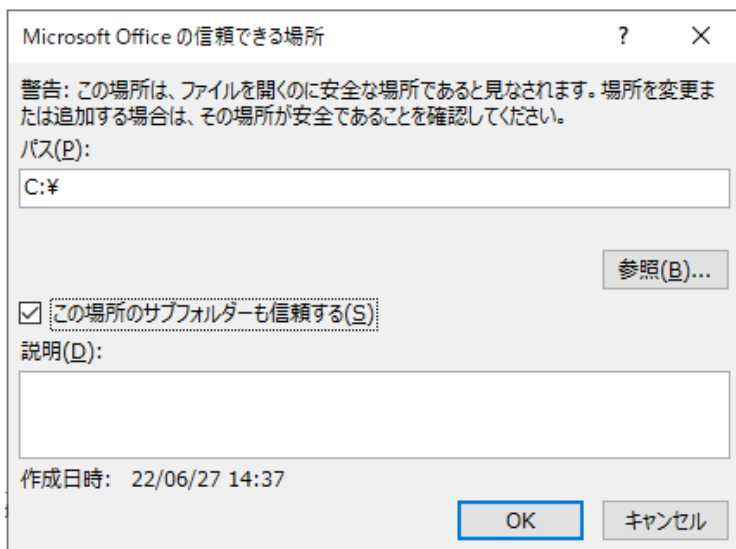 Microsoft Office の信頼できる場所
警告: この場所は、ファイルを開くのに安全な場所であると見なされます。場所を変更ま
たは追加する場合は、その場所が安全であることを確認してください。
パス(P):
C:¥
参照(B)...
この場所のサブフォルダーも信頼する(S)
説明(D):
作成日時: 22/06/27 14:37
OK キャンセル